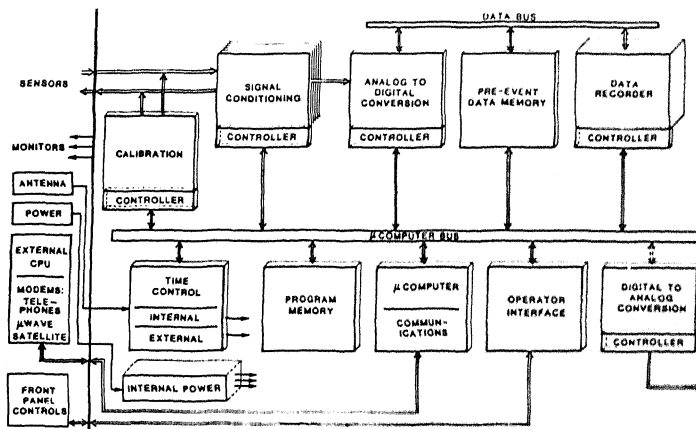 DATA BUS
SENSORS
SIGNAL
CONDITIONING
CONTROLLER
ANALOG TO
DIGITAL
CONVERSION
CONTROLLER
PRE-EVENT
DATA MEMORY
DATA
RECORDER
CONTROLLER
MONITORS
CALIBRATION
CONTROLLER
ANTENNA
POWER
μCOMPUTER BUS
EXTERNAL
CPU
MODEMS:
TELE-
PHONES
μWAVE
SATELLITE
TIME
CONTROL
INTERNAL
EXTERNAL
PROGRAM
MEMORY
μCOMPUTER
COMMUN-
ICATIONS
OPERATOR
INTERFACE
DIGITAL TO
ANALOG
CONVERSION
CONTROLLER
INTERNAL POWER
FRONT
PANEL
CONTROLS